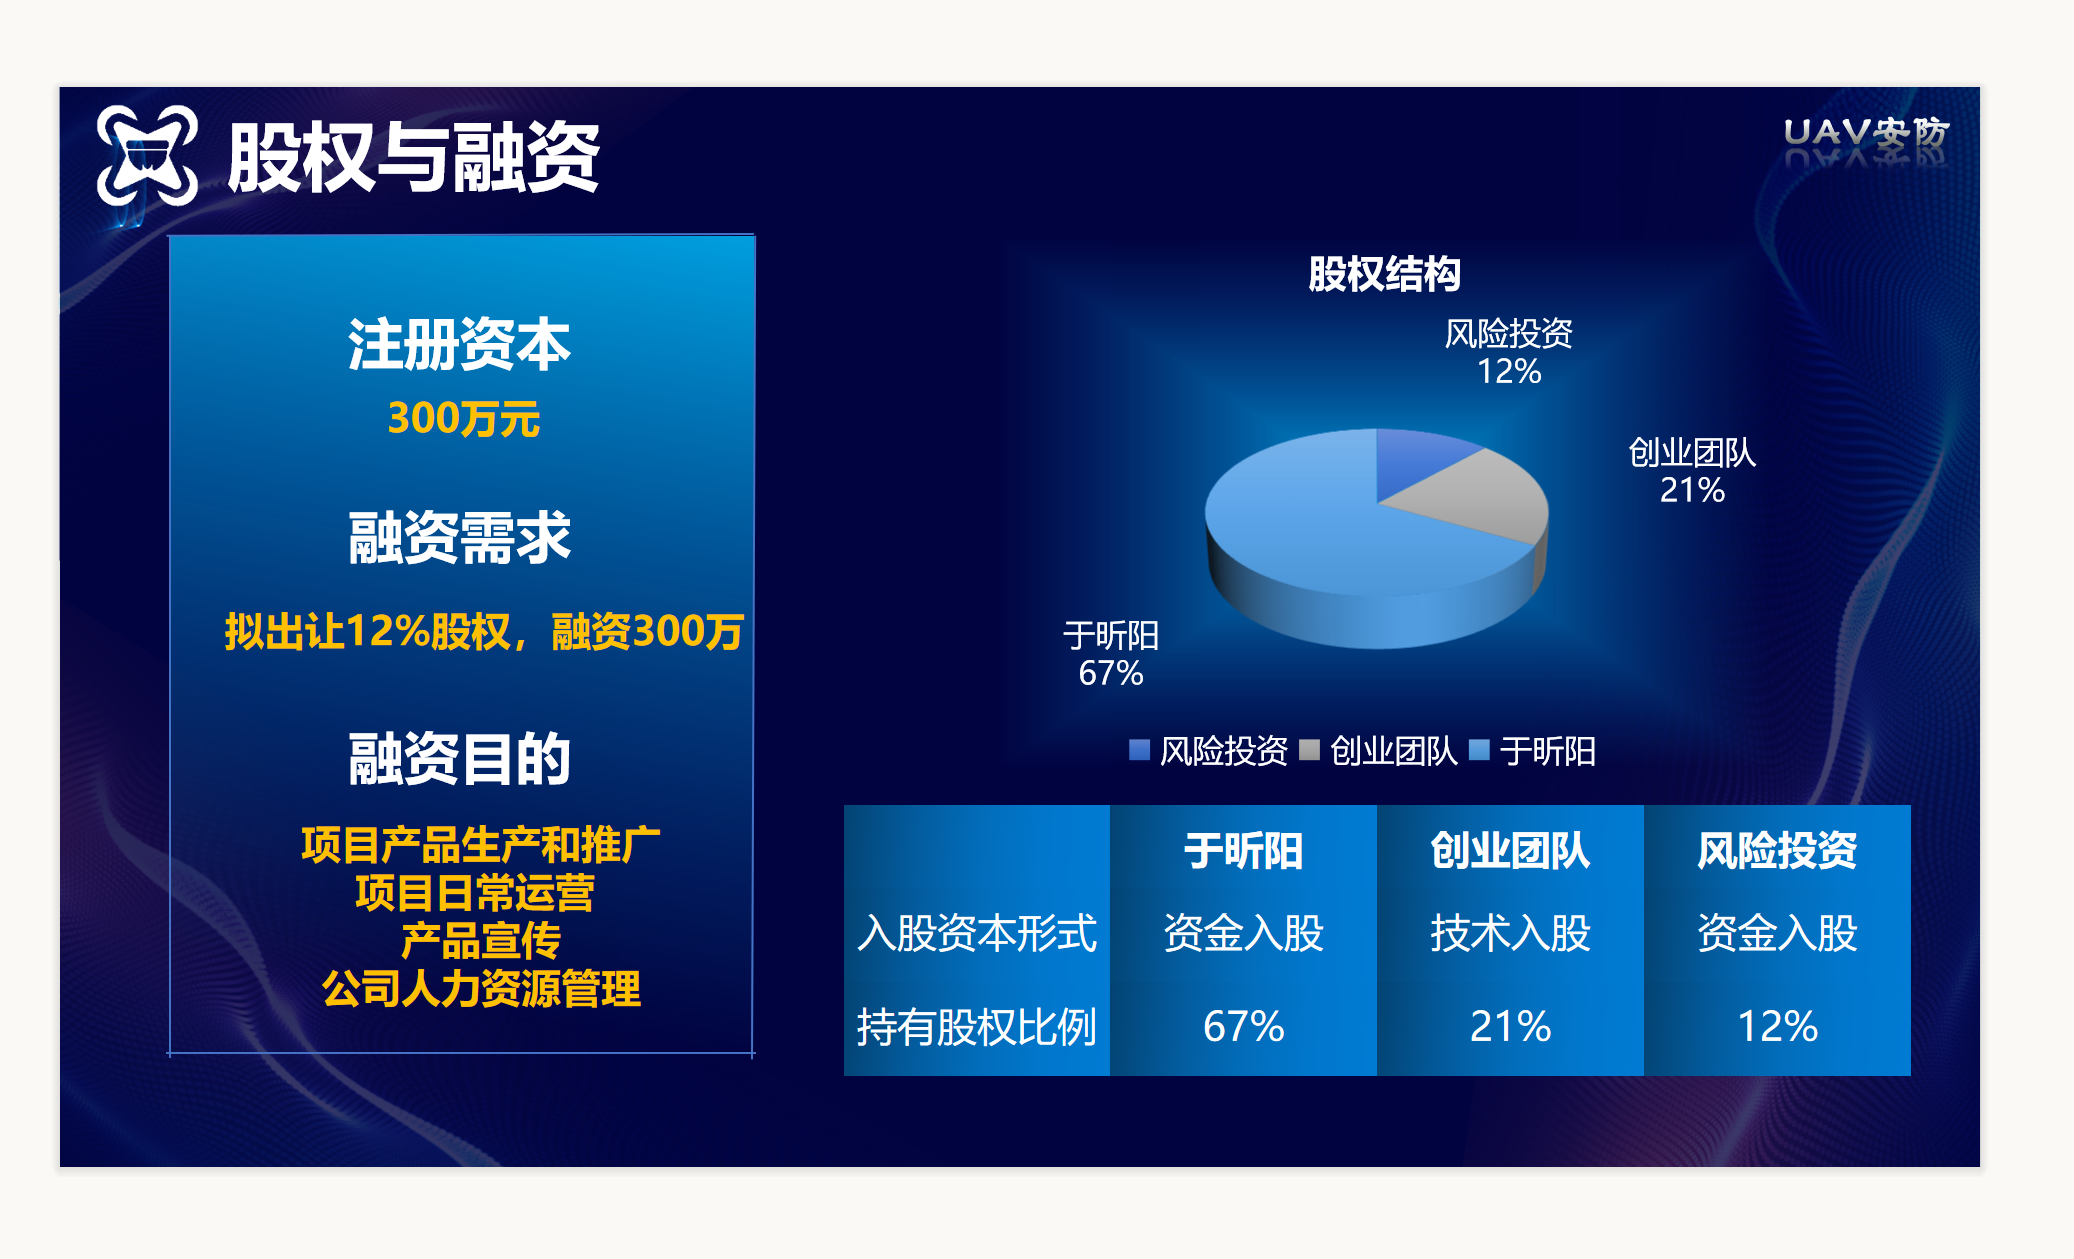 股权与融资
UAV安防
注册资本
300万元
融资需求
拟出让12%股权，融资300万
融资目的
项目产品生产和推广
项目日常运营
产品宣传
公司人力资源管理
股权结构
风险投资
12%
创业团队
21%
于昕阳
67%
风险投资 创业团队 于昕阳
于昕阳 创业团队 风险投资
入股资本形式 资金入股 技术入股 资金入股
持有股权比例 67% 21% 12%